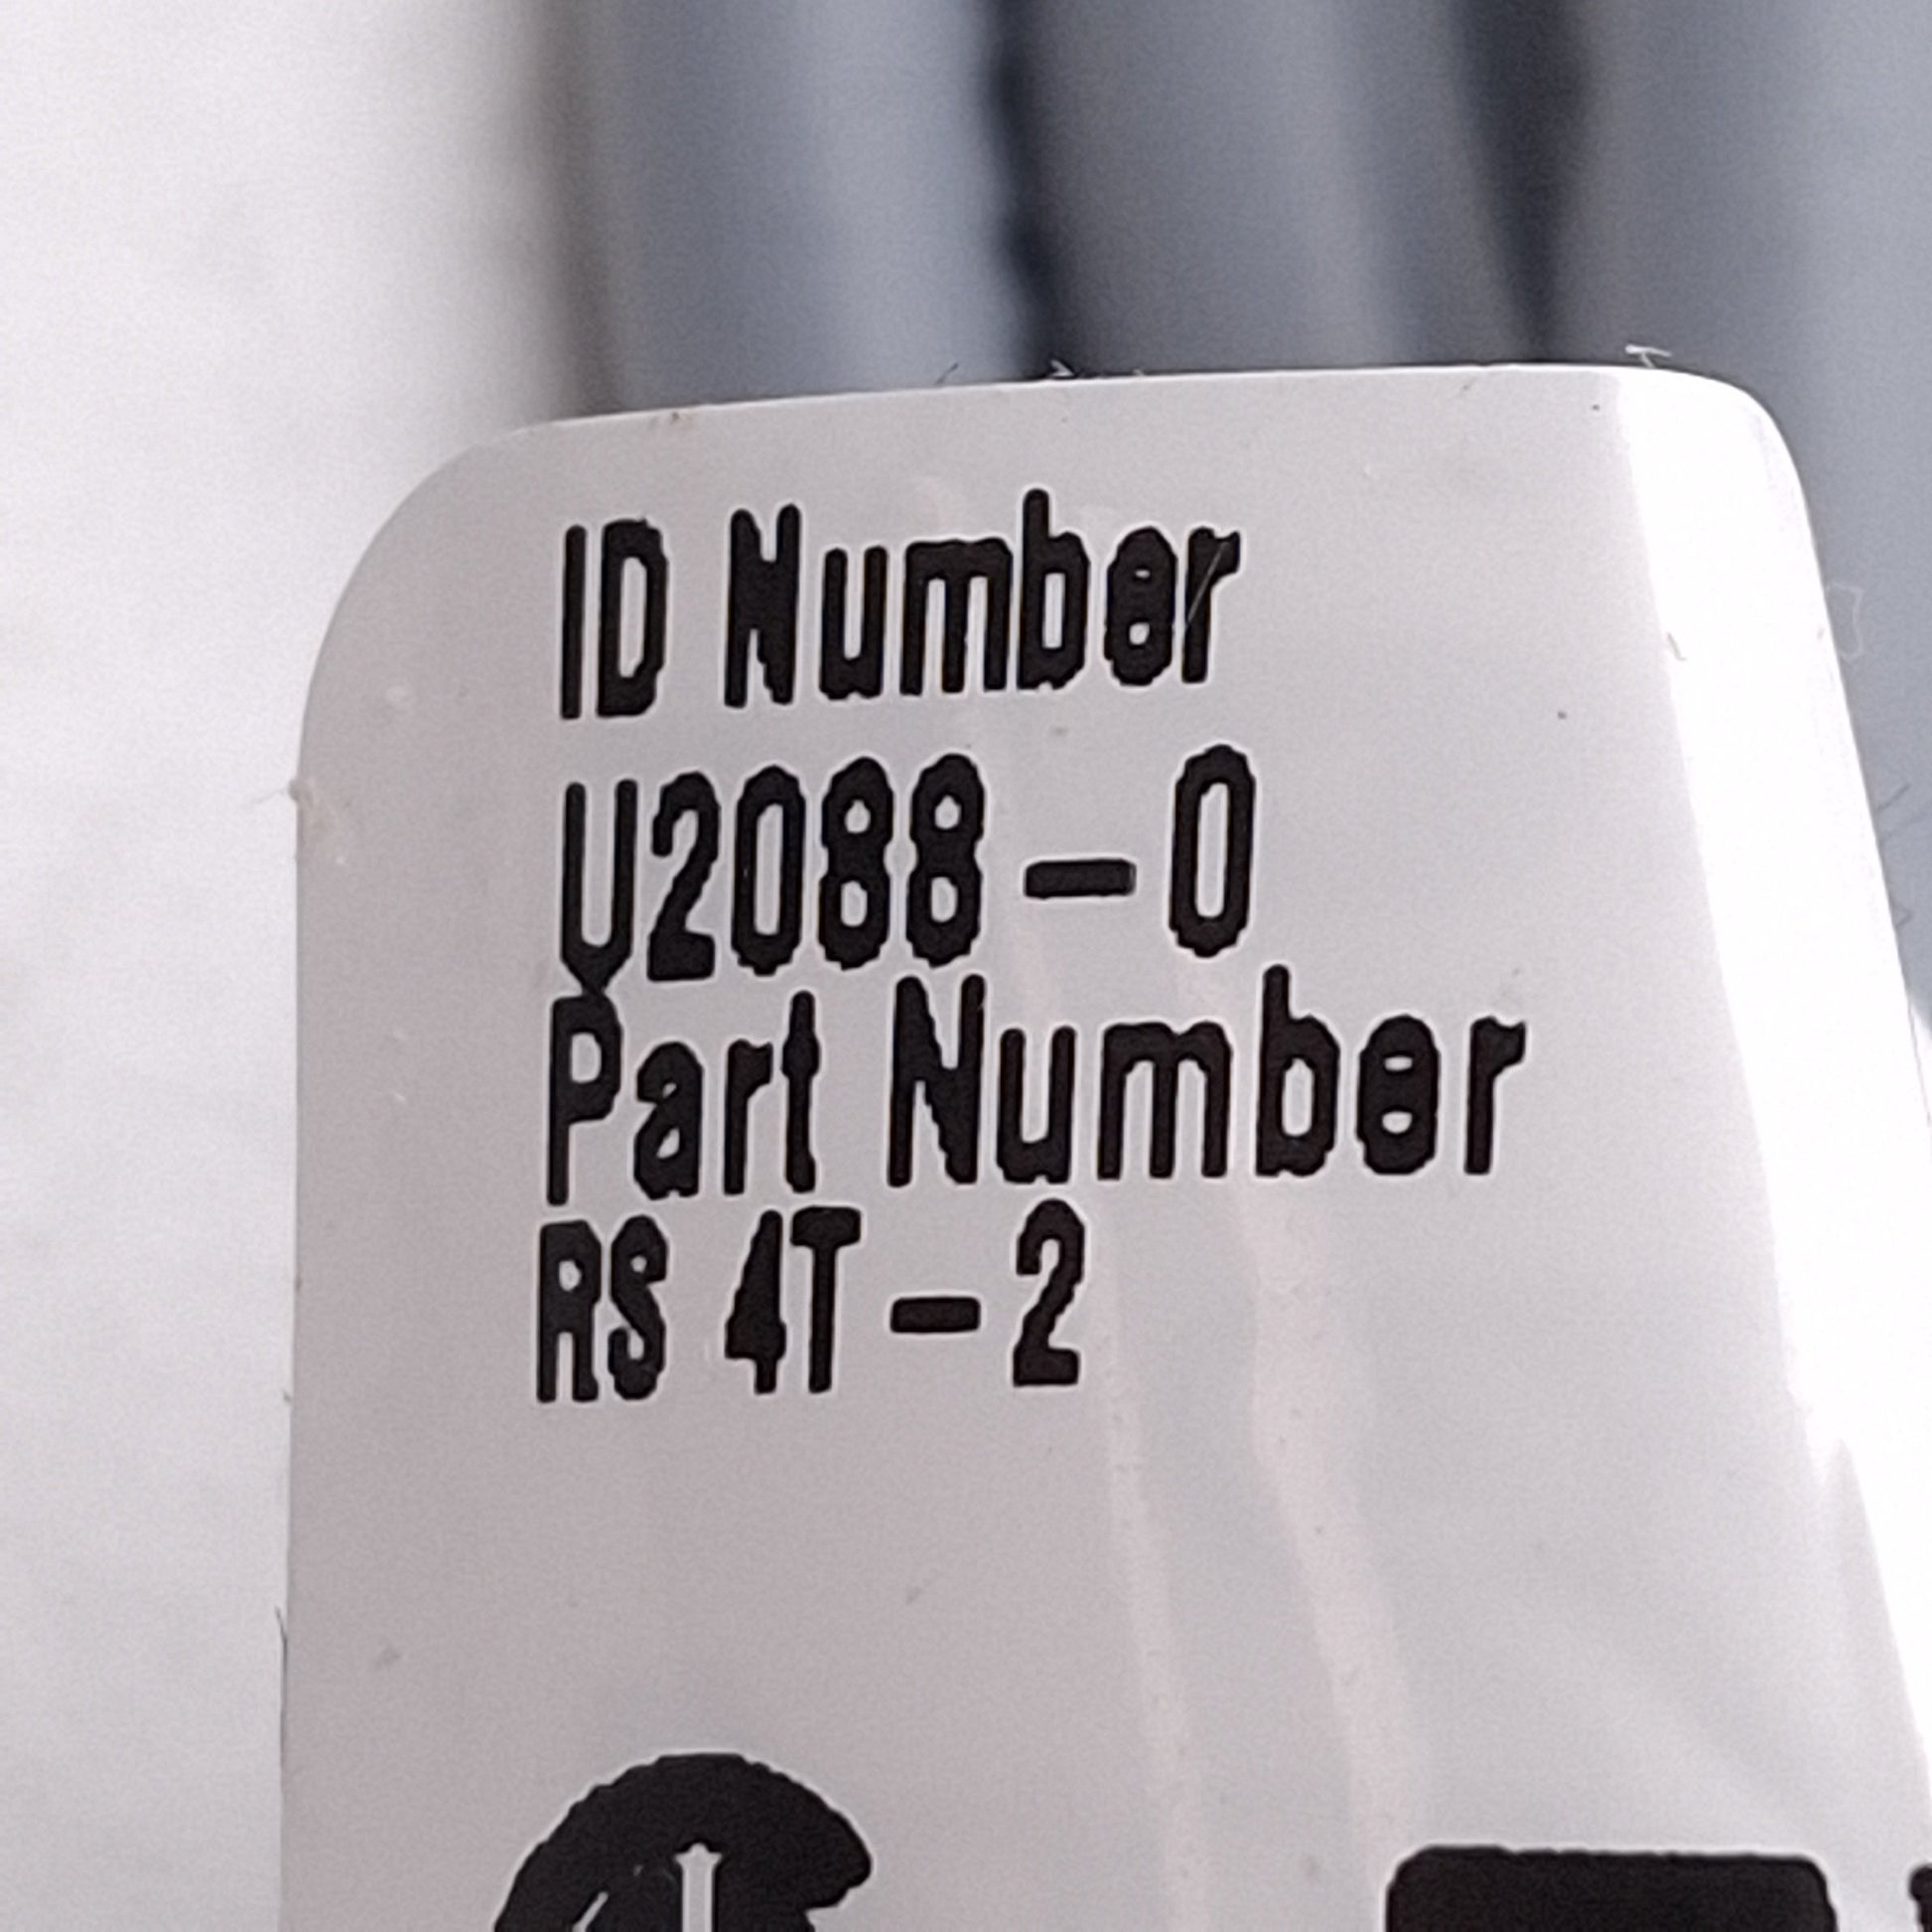 ID Number
U2088-0
Part Number
RS 4T-2